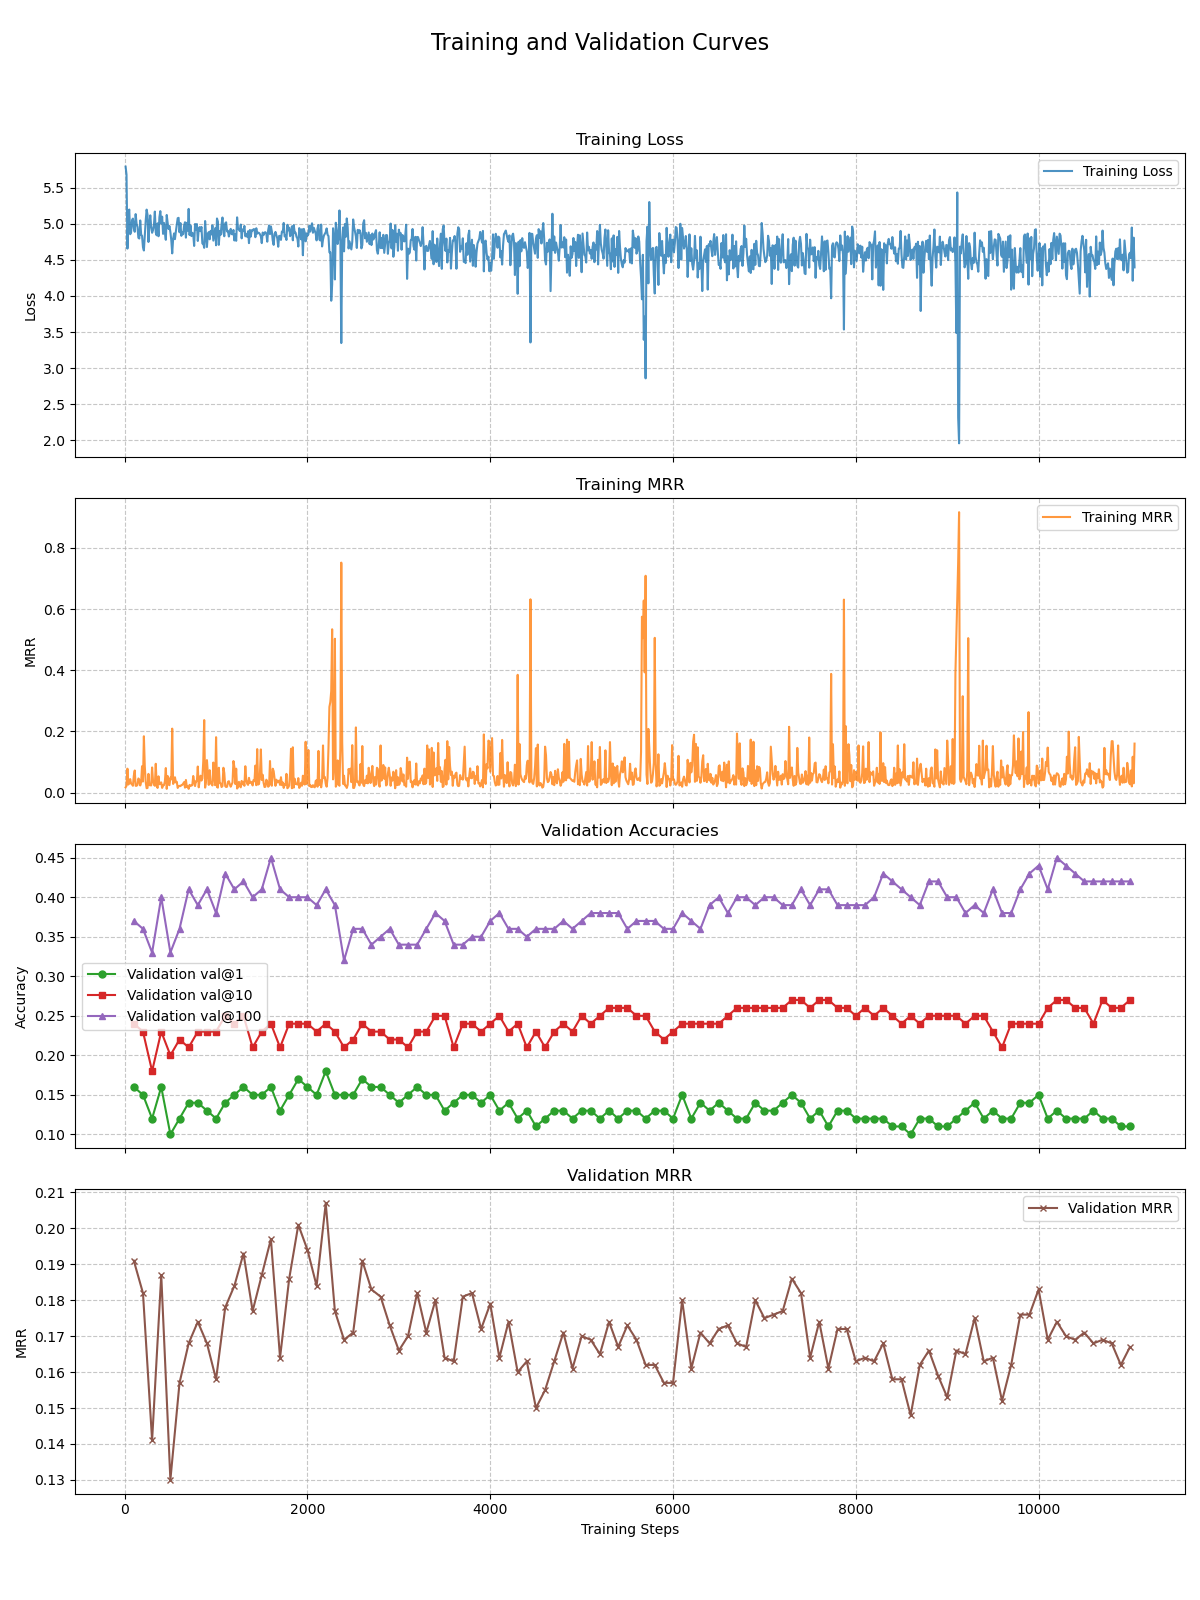 Training and Validation Curves
Training Loss
Training Loss
5.5
5.0
4.5
4.0
3.5
3.0
2.5
2.0
Loss
Training MRR
Training MRR
0.8
0.6
0.4
0.2
0.0
MRR
Validation Accuracies
0.45
0.40
0.35
0.30
0.25
0.20
0.15
0.10
Accuracy
Validation val@1
Validation val@10
Validation val@100
Validation MRR
Validation MRR
0.21
0.20
0.19
0.18
0.17
0.16
0.15
0.14
0.13
MRR
0 2000 4000 6000 8000 10000
Training Steps